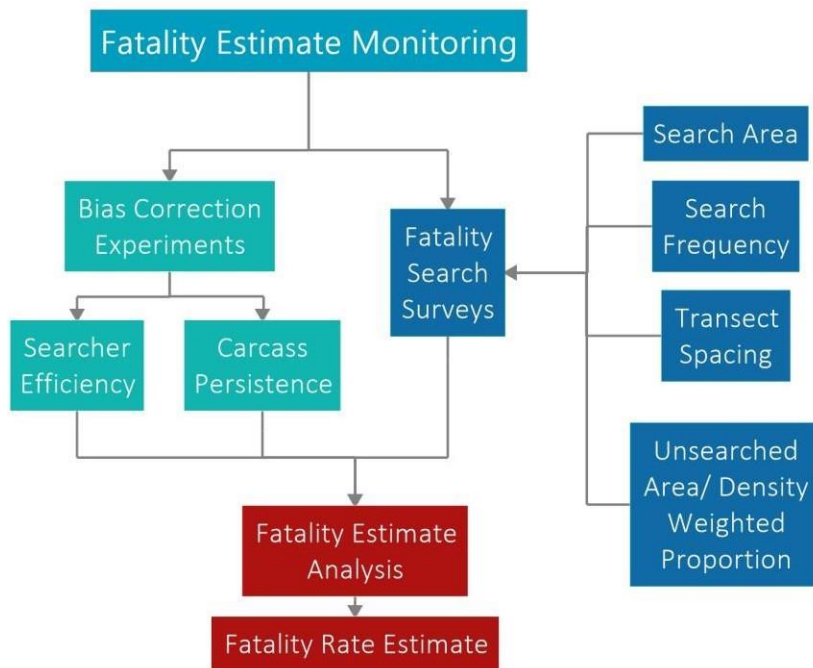 Fatality Estimate Monitoring
Bias Correction
Experiments
Searcher
Efficiency
Carcass
Persistence
Fatality
Search
Surveys
Search Area
Search
Frequency
Transect
Spacing
Unsearched
Area/ Density
Weighted
Proportion
Fatality Estimate
Analysis
Fatality Rate Estimate